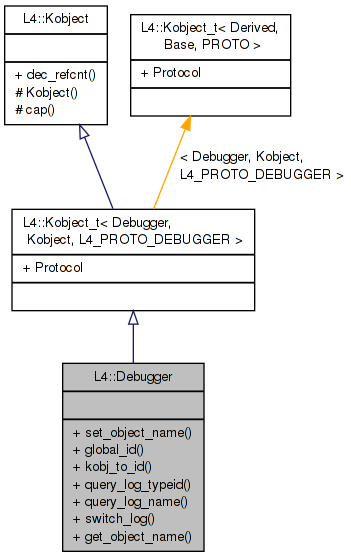 L4::Kobject
+ dec_refcnt()
# Kobject()
# cap()
L4::Kobject_t< Derived,
Base, PROTO >
+ Protocol
< Debugger, Kobject,
L4_PROTO_DEBUGGER >
L4::Kobject_t< Debugger,
Kobject, L4_PROTO_DEBUGGER >
+ Protocol
L4::Debugger
+ set_object_name()
+ global_id()
+ kobj_to_id()
+ query_log_typeid()
+ query_log_name()
+ switch_log()
+ get_object_name()